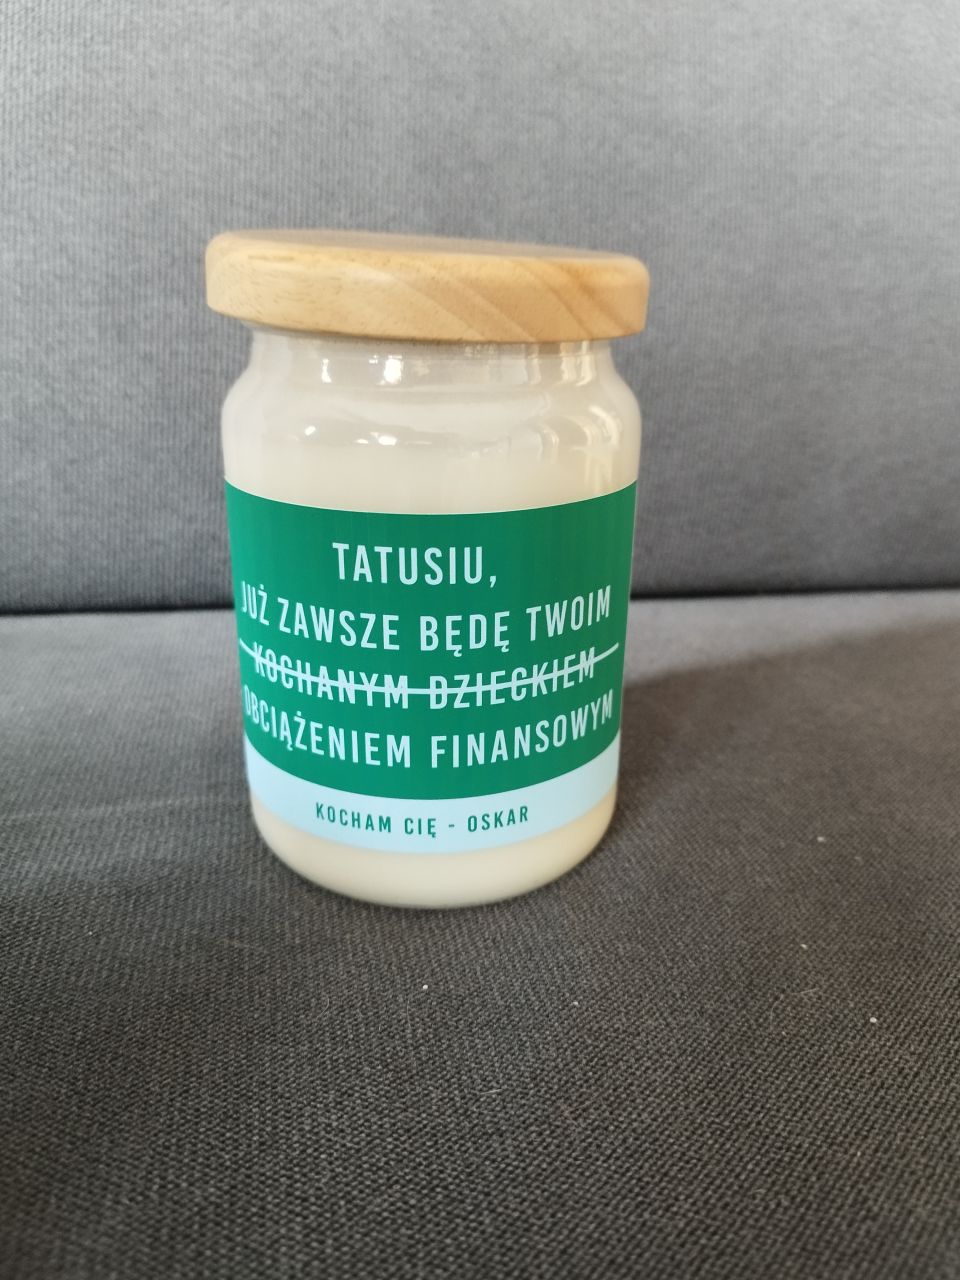 TATUSIU,
JUŻ ZAWSZE BĘDĘ TWOIM
KOCHANYM DZIECKIEM
OBCIĄŻENIEM FINANSOWYM
KOCHAM CIĘ - OSKAR